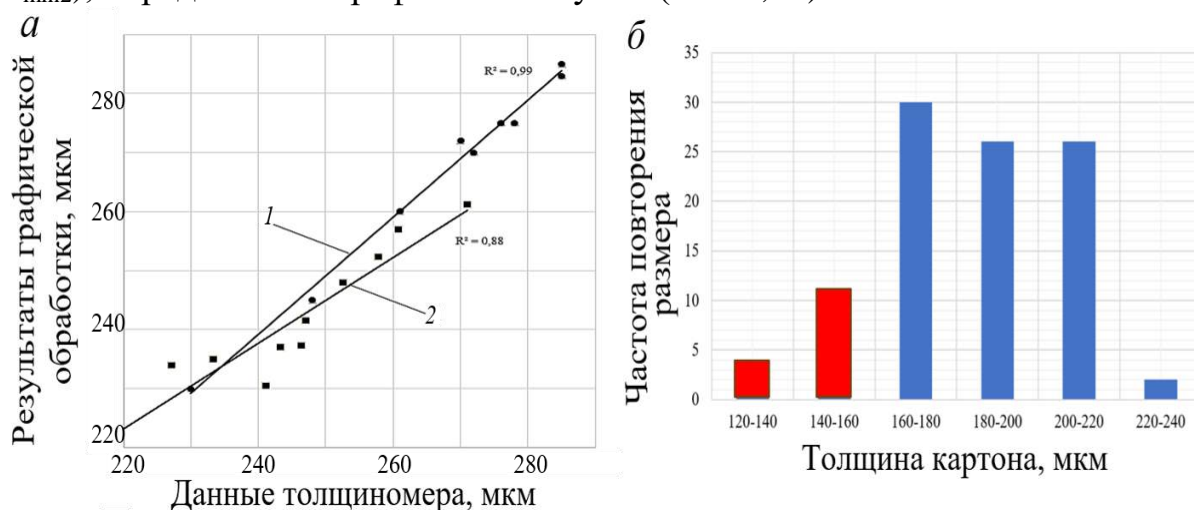 а
Результаты графической
обработки, мкм
280
260
240
220
220 240 260 280
R² = 0,99
R² = 0,88
1
2
Данные толщиномера, мкм
б
Частота повторения
размера
35
30
25
20
15
10
5
0
120-140 140-160 160-180 180-200 200-220 220-240
Толщина картона, мкм